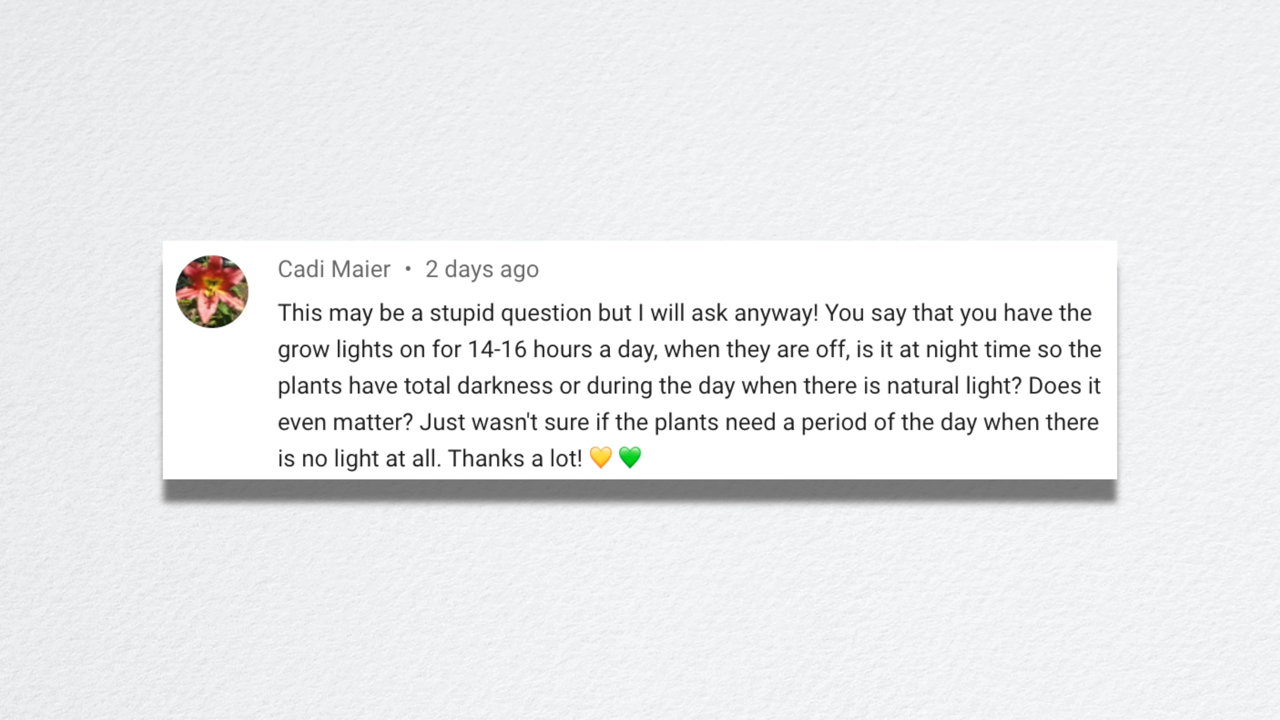 Cadi Maier • 2 days ago
This may be a stupid question but I will ask anyway! You say that you have the
grow lights on for 14-16 hours a day, when they are off, is it at night time so the
plants have total darkness or during the day when there is natural light? Does it
even matter? Just wasn't sure if the plants need a period of the day when there
is no light at all. Thanks a lot! 💛 💚